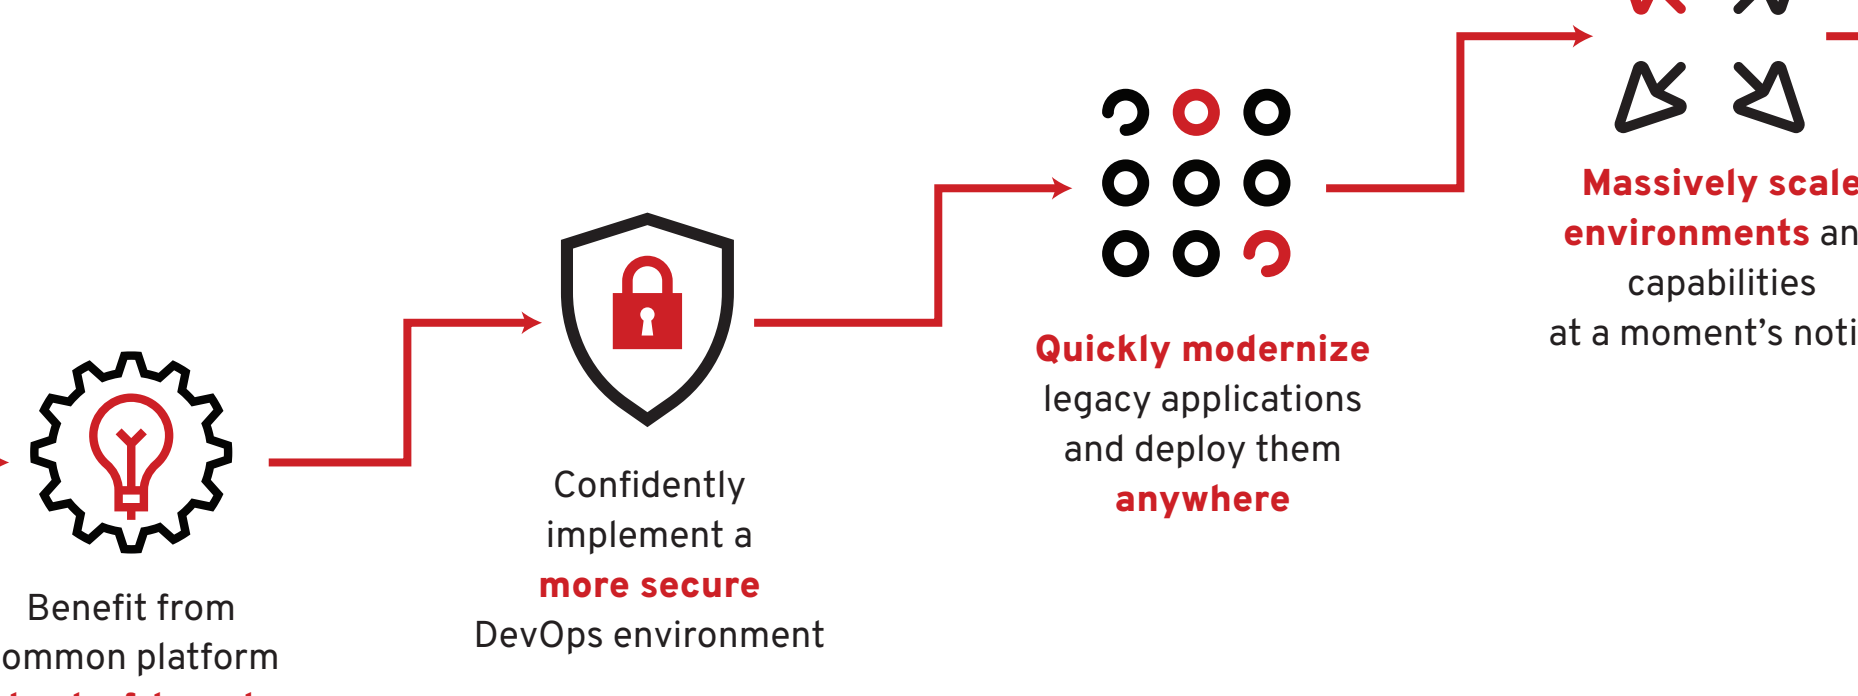 Benefit from
ommon platform
Confidently
implement a
more secure
DevOps environment
Quickly modernize
legacy applications
and deploy them
anywhere
Massively scale
environments an
capabilities
at a moment’s noti